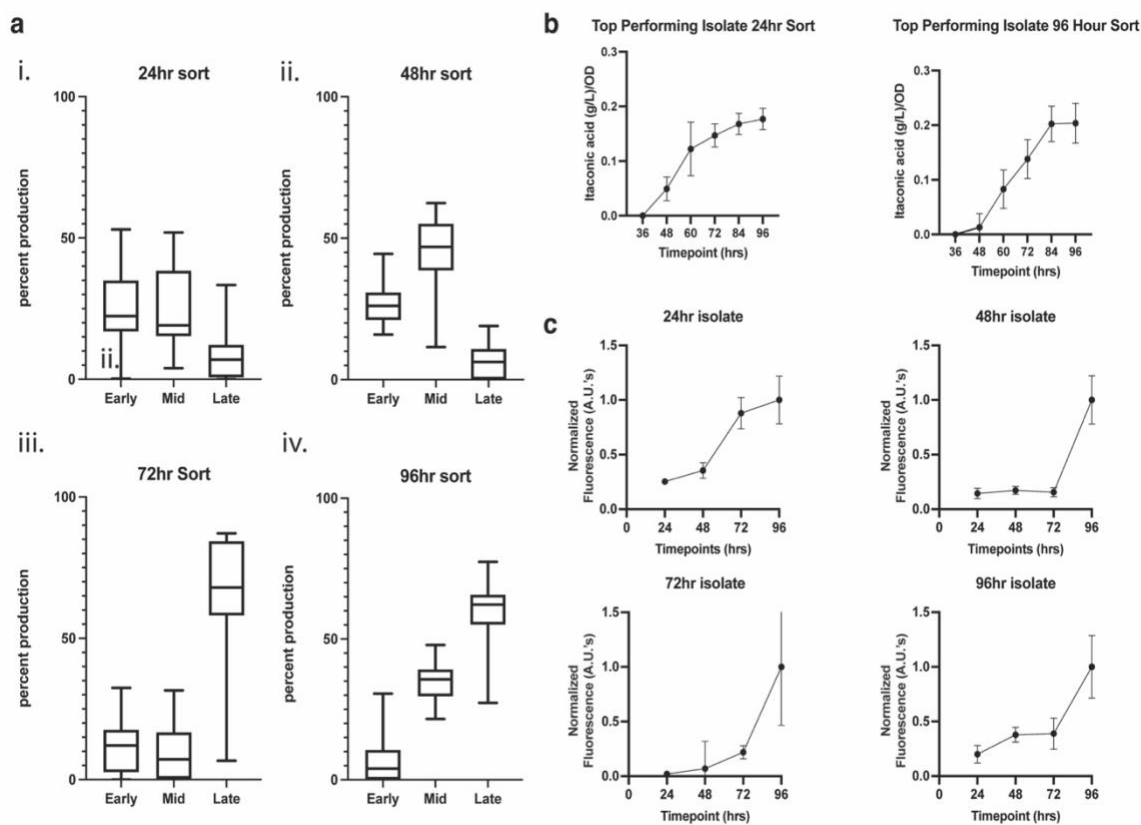 a
i.
24hr sort
percent production
100
50
0
ii.
Early Mid Late
ii.
48hr sort
percent production
100
50
0
Early Mid Late
iii.
72hr Sort
percent production
100
50
0
Early Mid Late
iv.
96hr sort
percent production
100
50
0
Early Mid Late
b
Top Performing Isolate 24hr Sort
Itaconic acid (g/L)/OD
0.3
0.2
0.1
0.0
36 48 60 72 84 96
Timepoint (hrs)
Top Performing Isolate 96 Hour Sort
Itaconic acid (g/L)/OD
0.3
0.2
0.1
0.0
36 48 60 72 84 96
Timepoint (hrs)
c
24hr isolate
Normalized
Fluorescence (A.U.'s)
1.5
1.0
0.5
0.0
0 24 48 72 96
Timepoints (hrs)
48hr isolate
Normalized
Fluorescence (A.U.'s)
1.5
1.0
0.5
0.0
0 24 48 72 96
Timepoints (hrs)
72hr isolate
Normalized
Fluorescence (A.U.'s)
1.5
1.0
0.5
0.0
0 24 48 72 96
Timepoints (hrs)
96hr isolate
Normalized
Fluorescence (A.U.'s)
1.5
1.0
0.5
0.0
0 24 48 72 96
Timepoints (hrs)